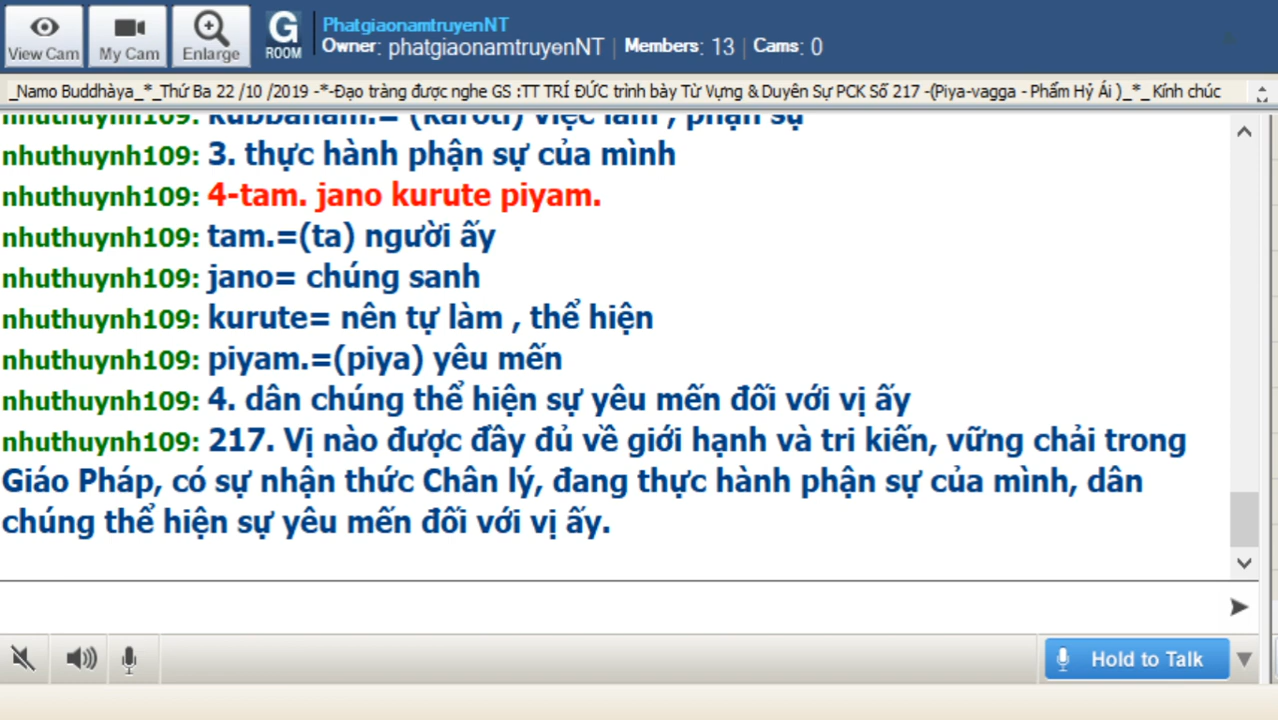 PhatgiaonamtruyenNT
View Cam My Cam Enlarge G ROOM Owner: phatgiaonamtruyenNT | Members: 13 | Cams: 0
_Namo Buddhàya_*_Thứ Ba 22 /10 /2019 -*-Đạo tràng được nghe GS :TT TRÍ ĐỨC trình bày Từ Vựng & Duyên Sự PCK Số 217 -(Piya-vagga - Phẩm Hỷ Ái )_*_ Kính chúc
nhuthuynh109: kubbanam.= (karoti) việc làm , phận sự
nhuthuynh109: 3. thực hành phận sự của mình
nhuthuynh109: 4-tam. jano kurute piyam.
nhuthuynh109: tam.=(ta) người ấy
nhuthuynh109: jano= chúng sanh
nhuthuynh109: kurute= nên tự làm , thể hiện
nhuthuynh109: piyam.=(piya) yêu mến
nhuthuynh109: 4. dân chúng thể hiện sự yêu mến đối với vị ấy
nhuthuynh109: 217. Vị nào được đầy đủ về giới hạnh và tri kiến, vững chải trong
Giáo Pháp, có sự nhận thức Chân lý, đang thực hành phận sự của mình, dân
chúng thể hiện sự yêu mến đối với vị ấy.
Hold to Talk